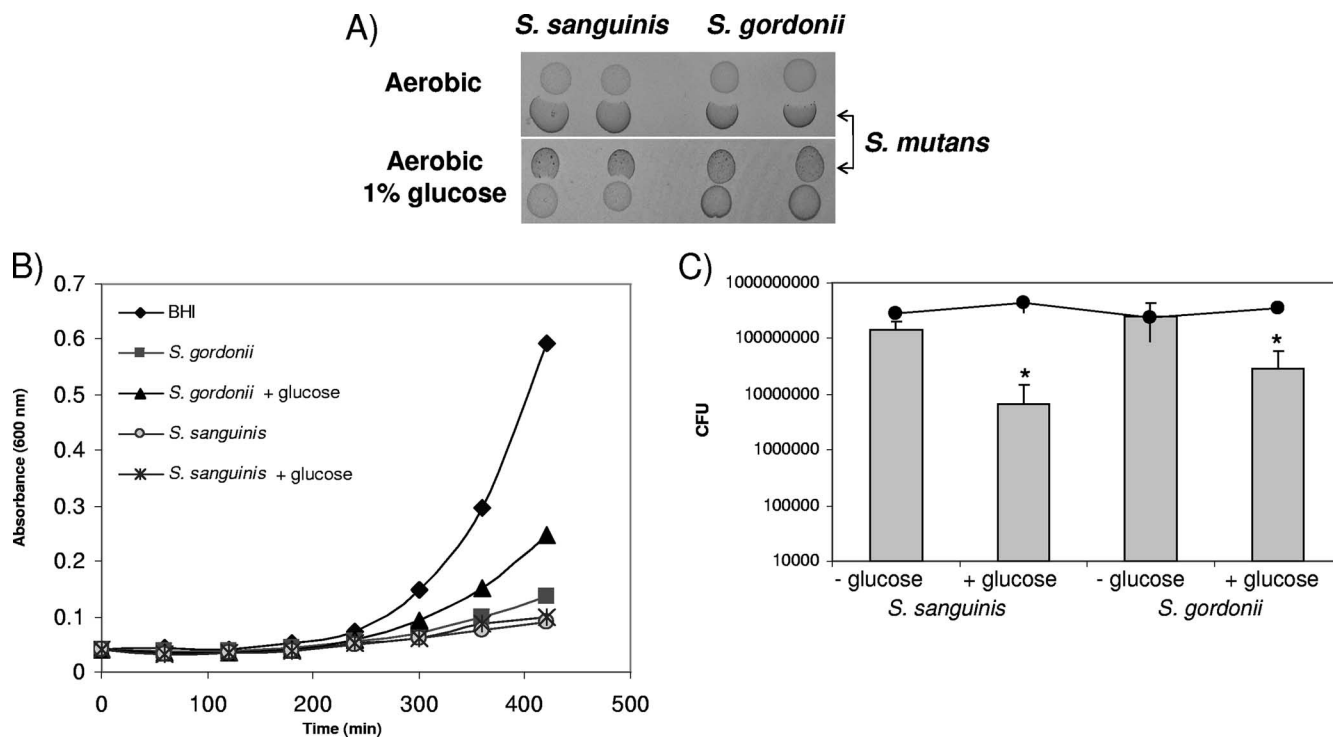 A)
S. sanguinis S. gordonii
Aerobic
S. mutans
Aerobic
1% glucose
B)
0.7
0.6
0.5
0.4
0.3
0.2
0.1
0
Absorbance (600 nm)
BHI
S. gordonii
S. gordonii + glucose
S. sanguinis
S. sanguinis + glucose
0 100 200 300 400 500
Time (min)
C)
1000000000
100000000
10000000
1000000
100000
10000
CFU
*
*
- glucose + glucose - glucose + glucose
S. sanguinis S. gordonii